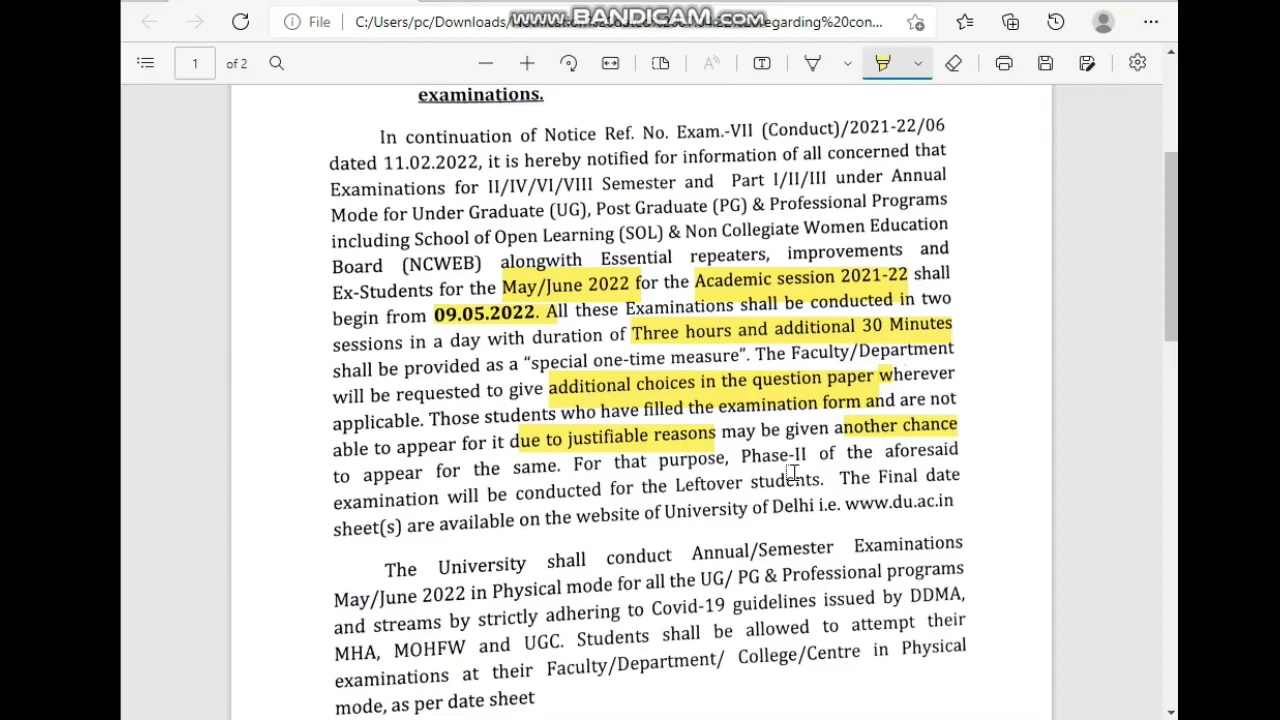 www.BANDICAM.com
File C:/Users/pc/Downloads/Notification%20dated%20 %20regarding%20con...
1 of 2
examinations.
In continuation of Notice Ref. No. Exam.-VII (Conduct)/2021-22/06
dated 11.02.2022, it is hereby notified for information of all concerned that
Examinations for II/IV/VI/VIII Semester and Part I/II/III under Annual
Mode for Under Graduate (UG), Post Graduate (PG) & Professional Programs
including School of Open Learning (SOL) & Non Collegiate Women Education
Board (NCWEB) alongwith Essential repeaters, improvements and
Ex-Students for the May/June 2022 for the Academic session 2021-22 shall
begin from 09.05.2022. All these Examinations shall be conducted in two
sessions in a day with duration of Three hours and additional 30 Minutes
shall be provided as a “special one-time measure”. The Faculty/Department
will be requested to give additional choices in the question paper wherever
applicable. Those students who have filled the examination form and are not
able to appear for it due to justifiable reasons may be given another chance
to appear for the same. For that purpose, Phase-II of the aforesaid
examination will be conducted for the Leftover students. The Final date
sheet(s) are available on the website of University of Delhi i.e. www.du.ac.in
The University shall conduct Annual/Semester Examinations
May/June 2022 in Physical mode for all the UG/ PG & Professional programs
and streams by strictly adhering to Covid-19 guidelines issued by DDMA,
MHA, MOHFW and UGC. Students shall be allowed to attempt their
examinations at their Faculty/Department/ College/Centre in Physical
mode, as per date sheet